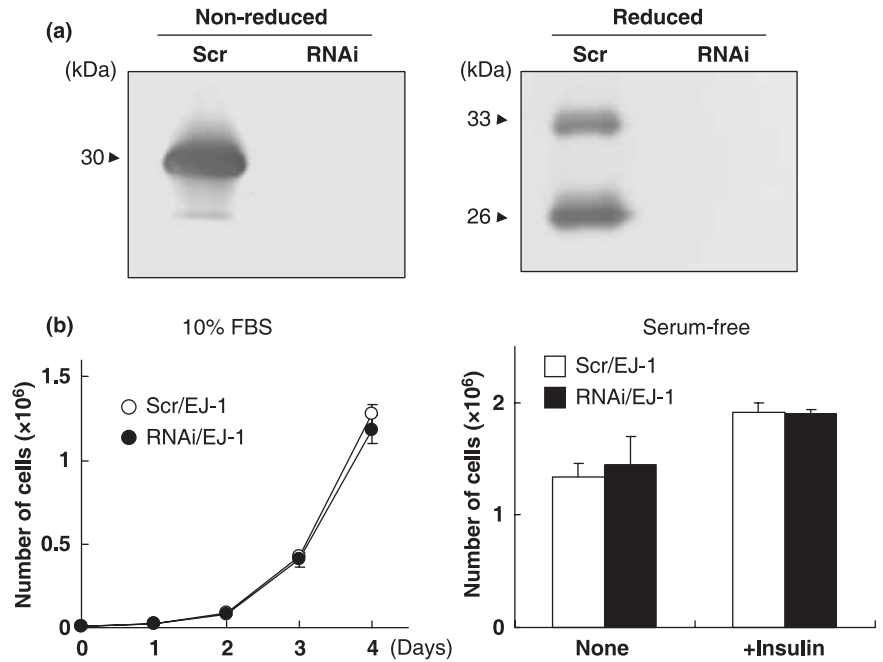 (a)
Non-reduced
Scr RNAi
(kDa)
30
Reduced
Scr RNAi
33
26
(b)
10% FBS
Number of cells (×10⁶)
1.5
1
0.5
0
Scr/EJ-1
RNAi/EJ-1
0 1 2 3 4 (Days)
Serum-free
Number of cells (×10⁶)
2
1
0
Scr/EJ-1
RNAi/EJ-1
None +Insulin